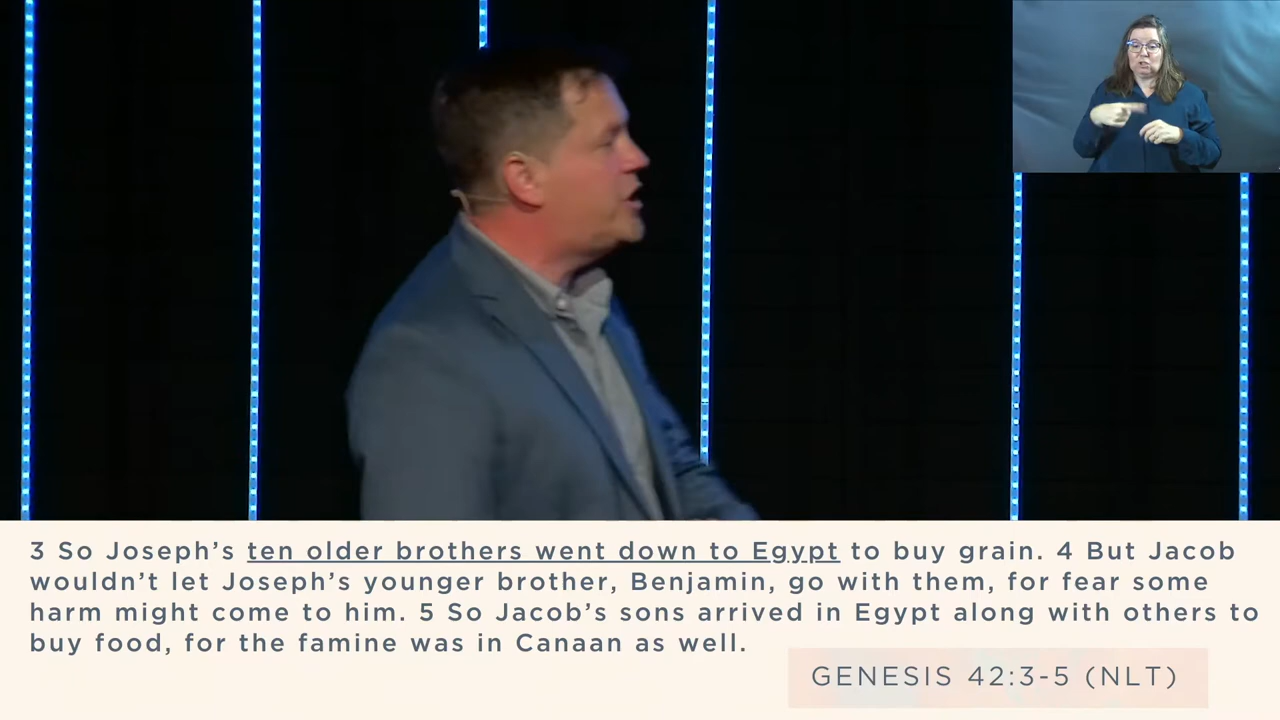 3 So Joseph’s ten older brothers went down to Egypt to buy grain. 4 But Jacob
wouldn’t let Joseph’s younger brother, Benjamin, go with them, for fear some
harm might come to him. 5 So Jacob’s sons arrived in Egypt along with others to
buy food, for the famine was in Canaan as well.
GENESIS 42:3-5 (NLT)